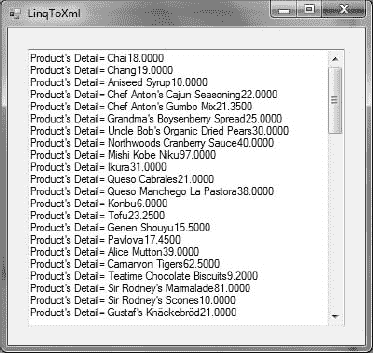 LinqToXml
Product's Detail= Chai18.0000
Product's Detail= Chang19.0000
Product's Detail= Aniseed Syrup10.0000
Product's Detail= Chef Anton's Cajun Seasoning22.0000
Product's Detail= Chef Anton's Gumbo Mix21.3500
Product's Detail= Grandma's Boysenberry Spread25.0000
Product's Detail= Uncle Bob's Organic Dried Pears30.0000
Product's Detail= Northwoods Cranberry Sauce40.0000
Product's Detail= Mishi Kobe Niku97.0000
Product's Detail= Ikura31.0000
Product's Detail= Queso Cabrales21.0000
Product's Detail= Queso Manchego La Pastora38.0000
Product's Detail= Konbu6.0000
Product's Detail= Tofu23.2500
Product's Detail= Genen Shouyu15.5000
Product's Detail= Pavlova17.4500
Product's Detail= Alice Mutton39.0000
Product's Detail= Carnarvon Tigers62.5000
Product's Detail= Teatime Chocolate Biscuits9.2000
Product's Detail= Sir Rodney's Marmalade81.0000
Product's Detail= Sir Rodney's Scones10.0000
Product's Detail= Gustaf's Knäckebröd21.0000